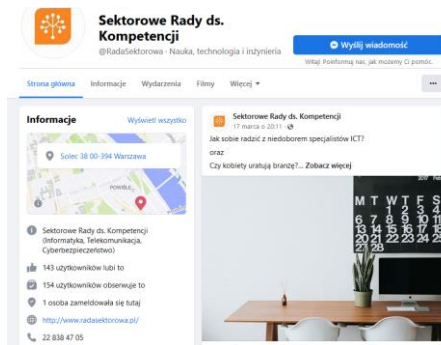 Sektorowe Rady ds.
Kompetencji
@RadaSektorowa · Nauka, technologia i inżynieria
Wyślij wiadomość
Witaj! Poinformuj nas, jak możemy Ci pomóc.
Strona główna Informacje Wydarzenia Filmy Więcej
Informacje Wyświetl wszystko
Solec 38 00-394 Warszawa
POWIŚLE
Sektorowe Rady ds. Kompetencji
(Informatyka, Telekomunikacja,
Cyberbezpieczeństwo)
143 użytkowników lubi to
154 użytkowników obserwuje to
1 osoba zameldowała się tutaj
http://www.radasektorowa.pl/
22 838 47 05
Sektorowe Rady ds. Kompetencji
17 marca o 20:11
Jak sobie radzić z niedoborem specjalistów ICT?
oraz
Czy kobiety uratują branżę?... Zobacz więcej
2017
M T W T F S
1 2 3 4
6 7 8 9 10 11
13 14 15 16 17 18
20 21 22 23 24 25
27 28